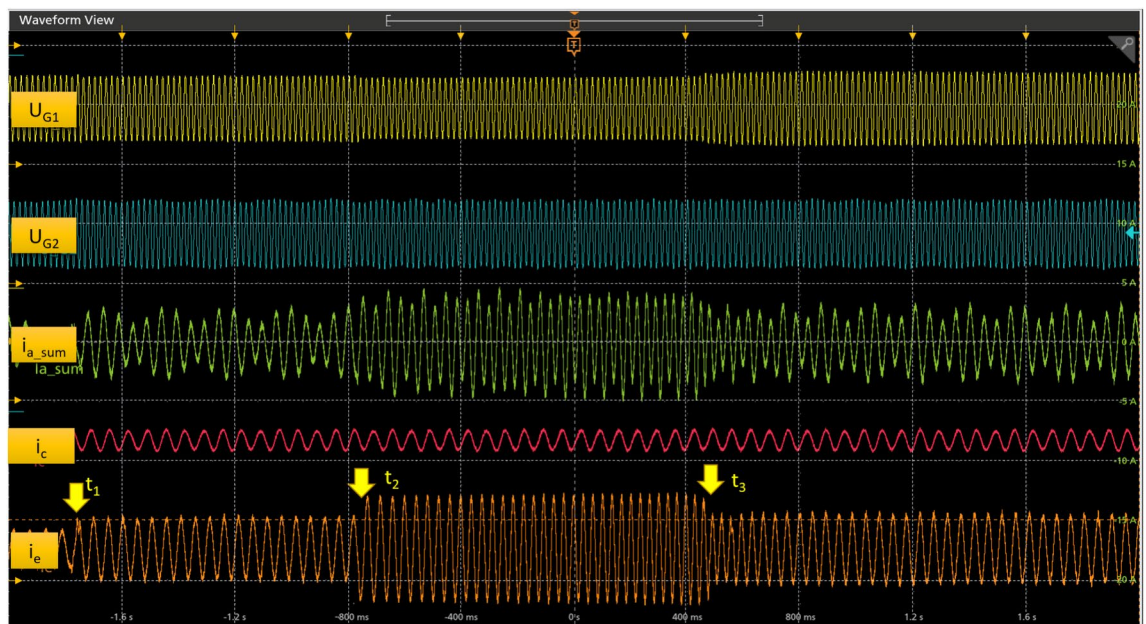 Waveform View
T
T
20 A
U_G1
15 A
U_G2
10 A
5 A
i_a_sum
0 A
Ia_sum
-5 A
i_c
-10 A
t_1
t_2
t_3
-15 A
i_e
-20 A
-1.6 s
-1.2 s
-800 ms
-400 ms
0 s
400 ms
800 ms
1.2 s
1.6 s